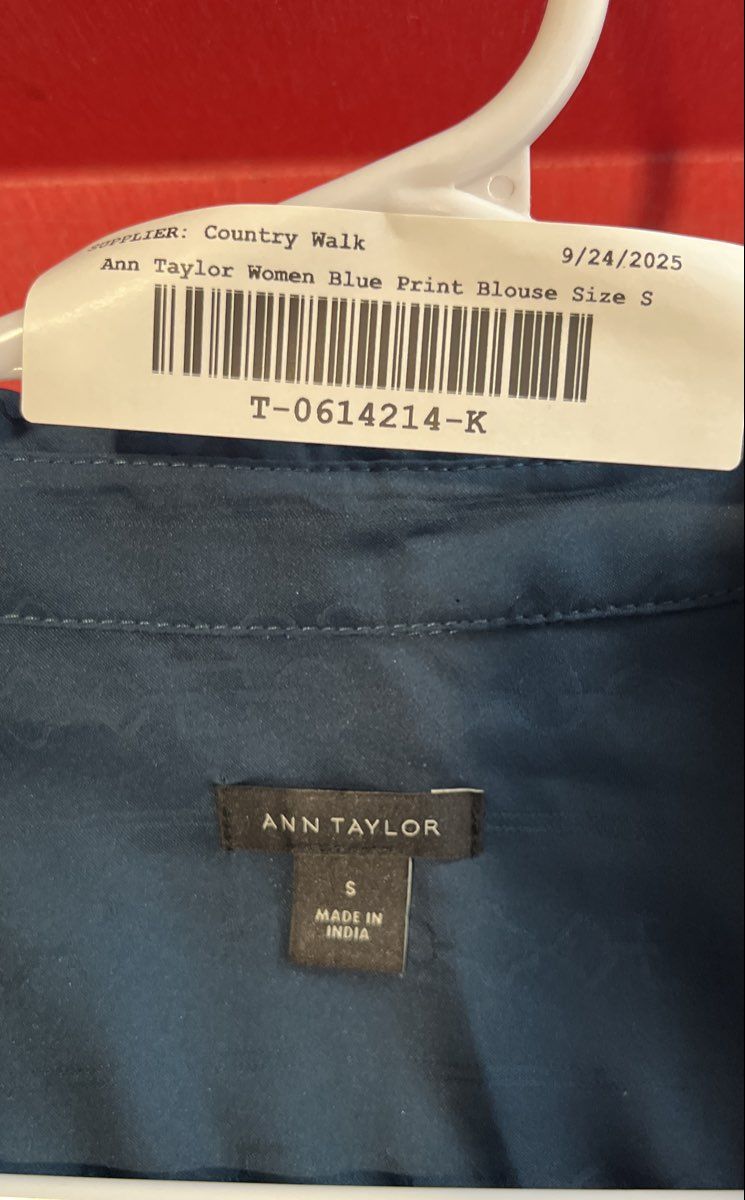 SUPPLIER: Country Walk 9/24/2025
Ann Taylor Women Blue Print Blouse Size S
T-0614214-K
ANN TAYLOR
S
MADE IN
INDIA